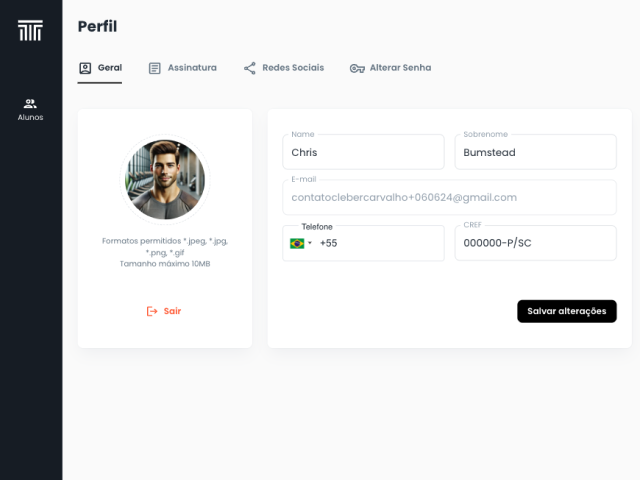 Perfil
Geral
Assinatura
Redes Sociais
Alterar Senha
Alunos
Formatos permitidos *.jpeg, *.jpg,
*.png, *.gif
Tamanho máximo 10MB
Sair
Name
Chris
Sobrenome
Bumstead
E-mail
contatoclebercarvalho+060624@gmail.com
Telefone
+55
CREF
000000-P/SC
Salvar alterações